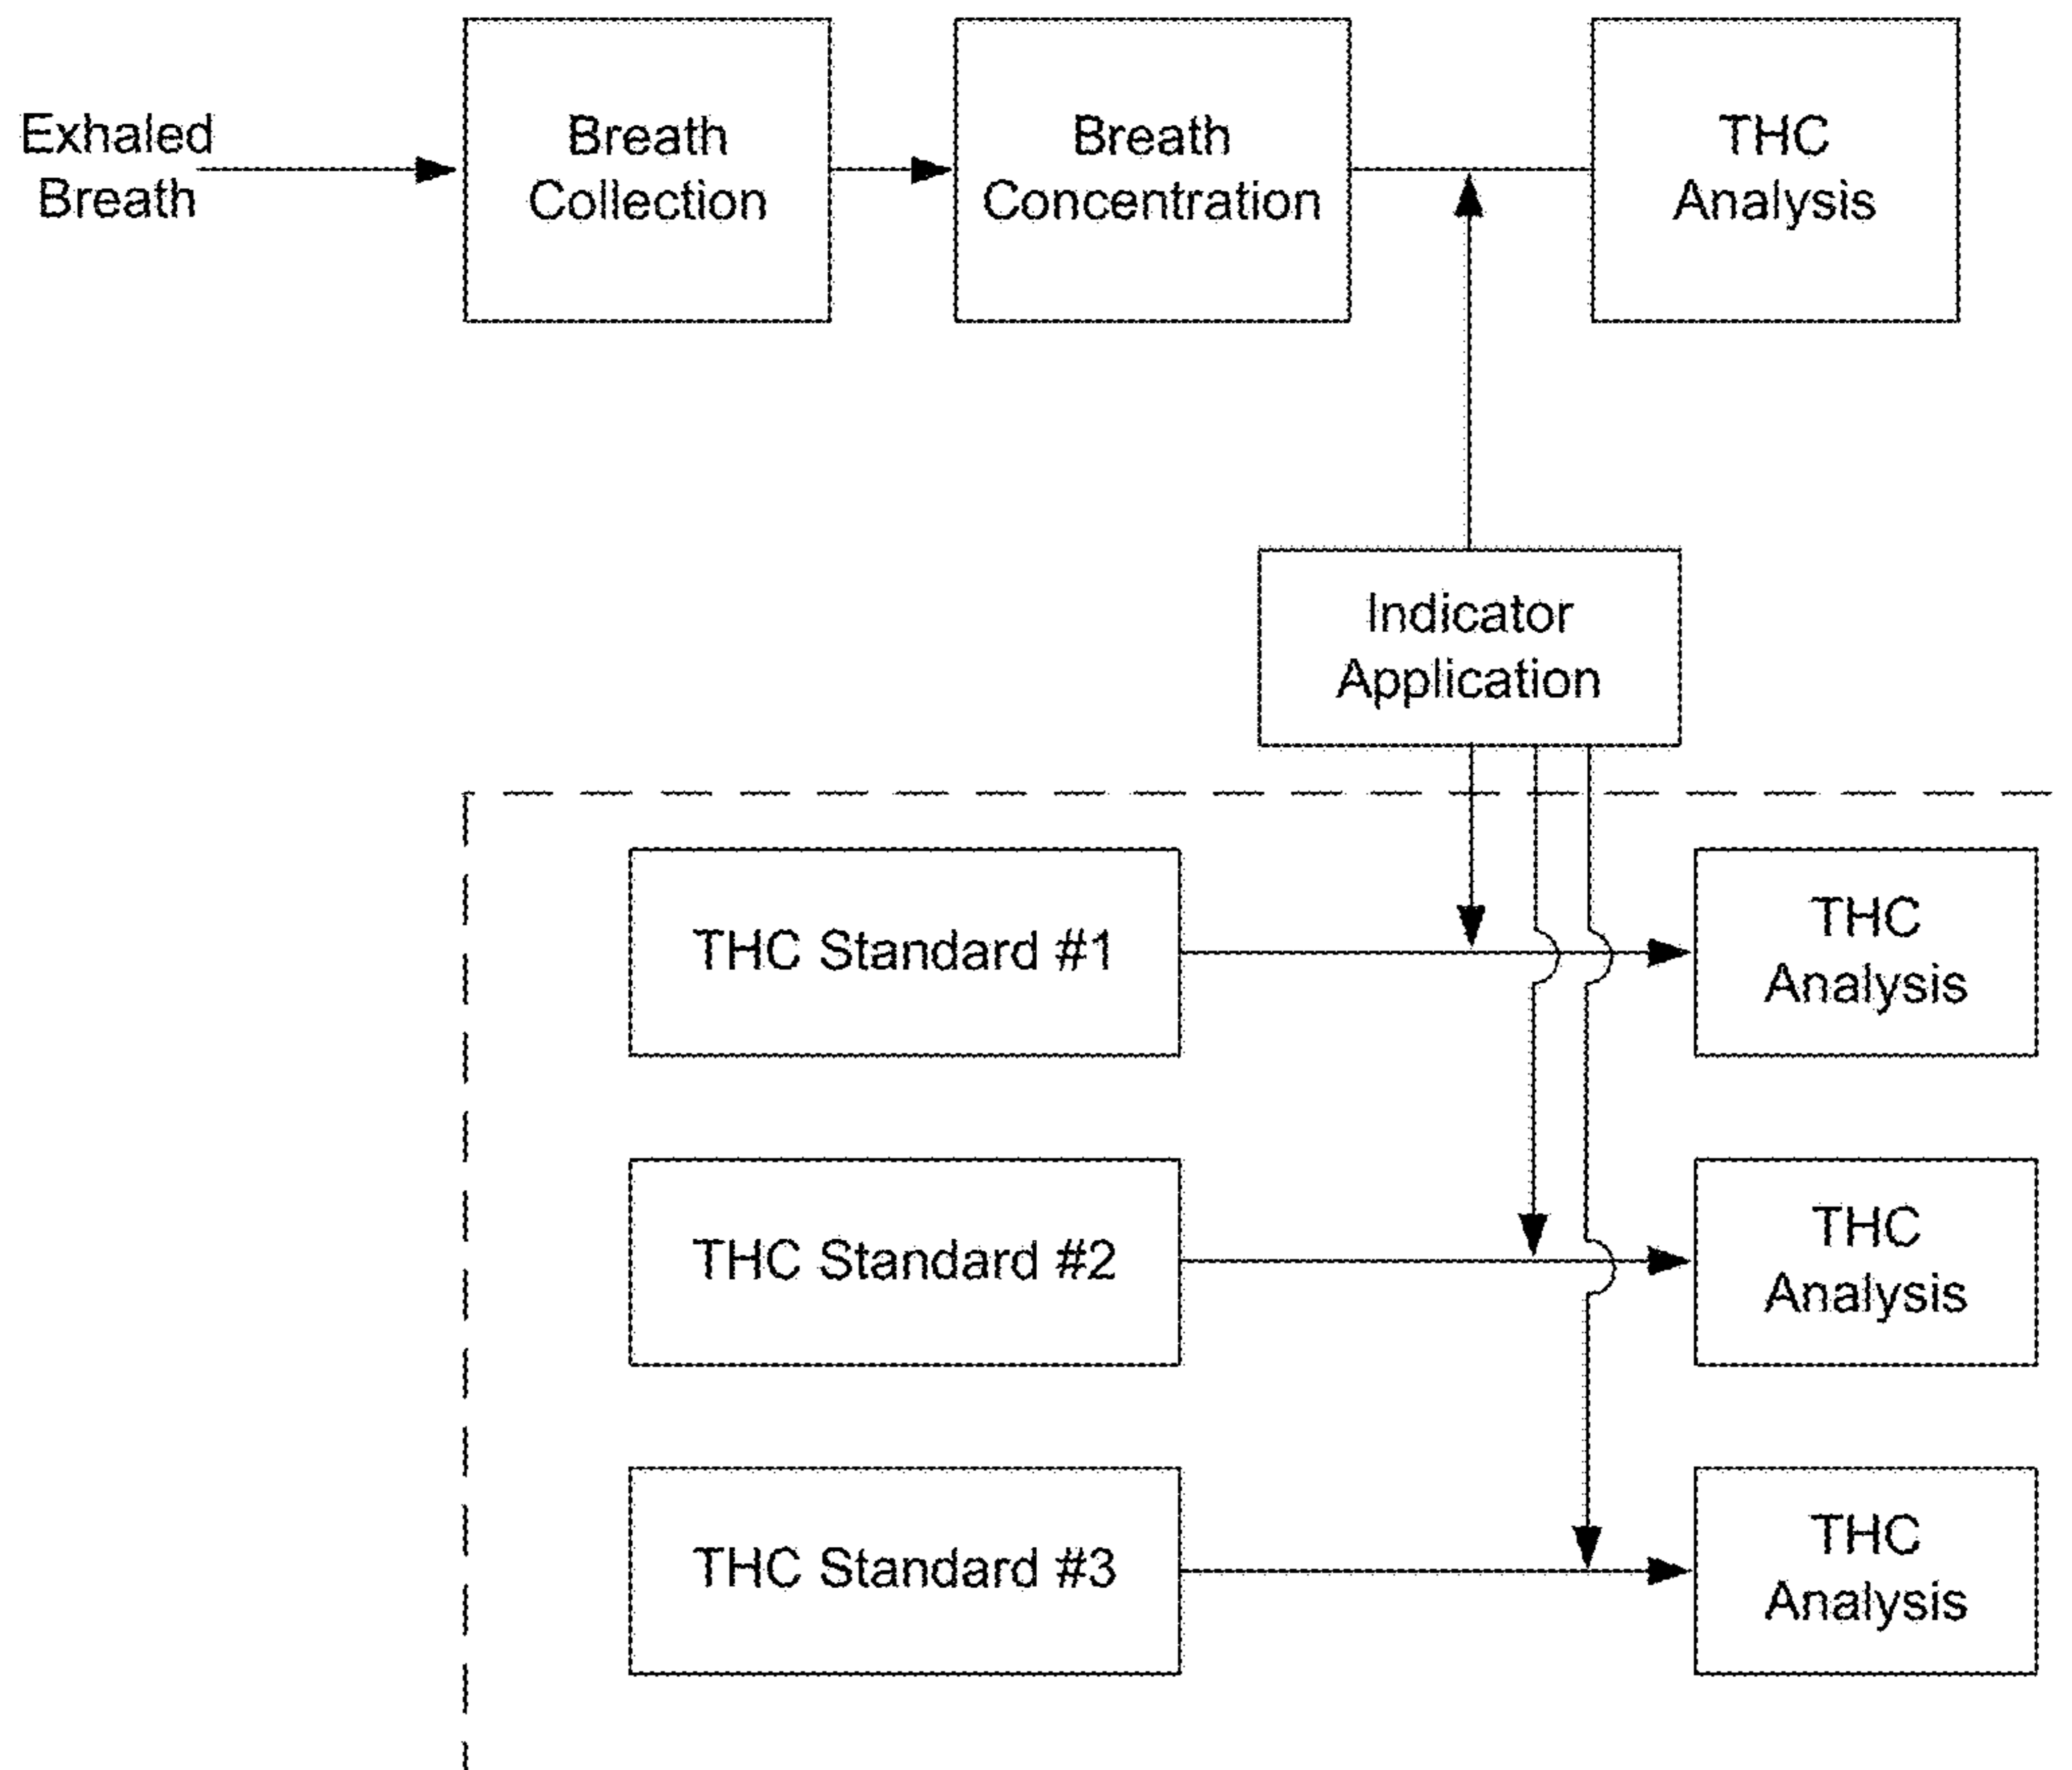 Exhaled
Breath
Breath
Collection
Breath
Concentration
THC
Analysis
Indicator
Application
THC Standard #1
THC
Analysis
THC Standard #2
THC
Analysis
THC Standard #3
THC
Analysis